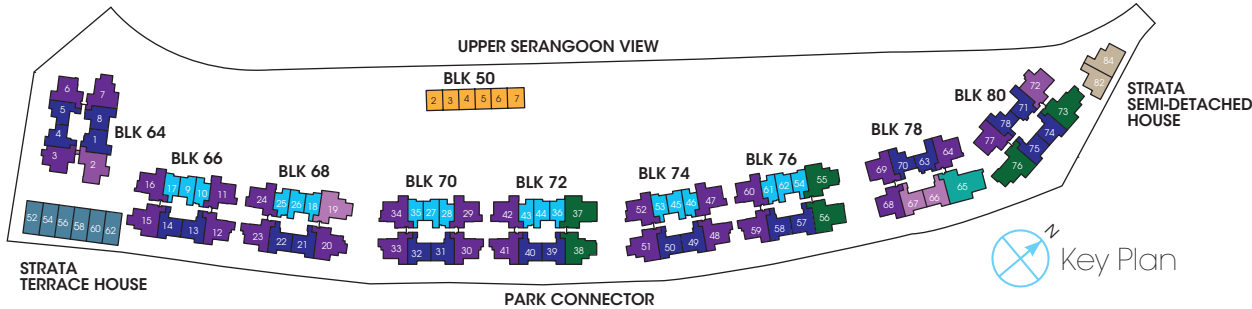 UPPER SERANGOON VIEW
BLK 50
2 3 4 5 6 7
84
82
STRATA
SEMI-DETACHED
HOUSE
BLK 64
6 7
5 8
4 1
3 2
BLK 66
16 17 9 10 11
15 14 13 12
BLK 68
24 25 26 18 19
23 22 21 20
BLK 70
34 35 27 28 29
33 32 31 30
BLK 72
42 43 44 36 37
41 40 39 38
BLK 74
52 53 45 46 47
51 50 49 48
BLK 76
60 61 62 54 55
59 58 57 56
BLK 78
69 70 63 64
68 67 66 65
BLK 80
72
71 73
78 74
77 75
76
52 54 56 58 60 62
STRATA
TERRACE HOUSE
PARK CONNECTOR
N
Key Plan